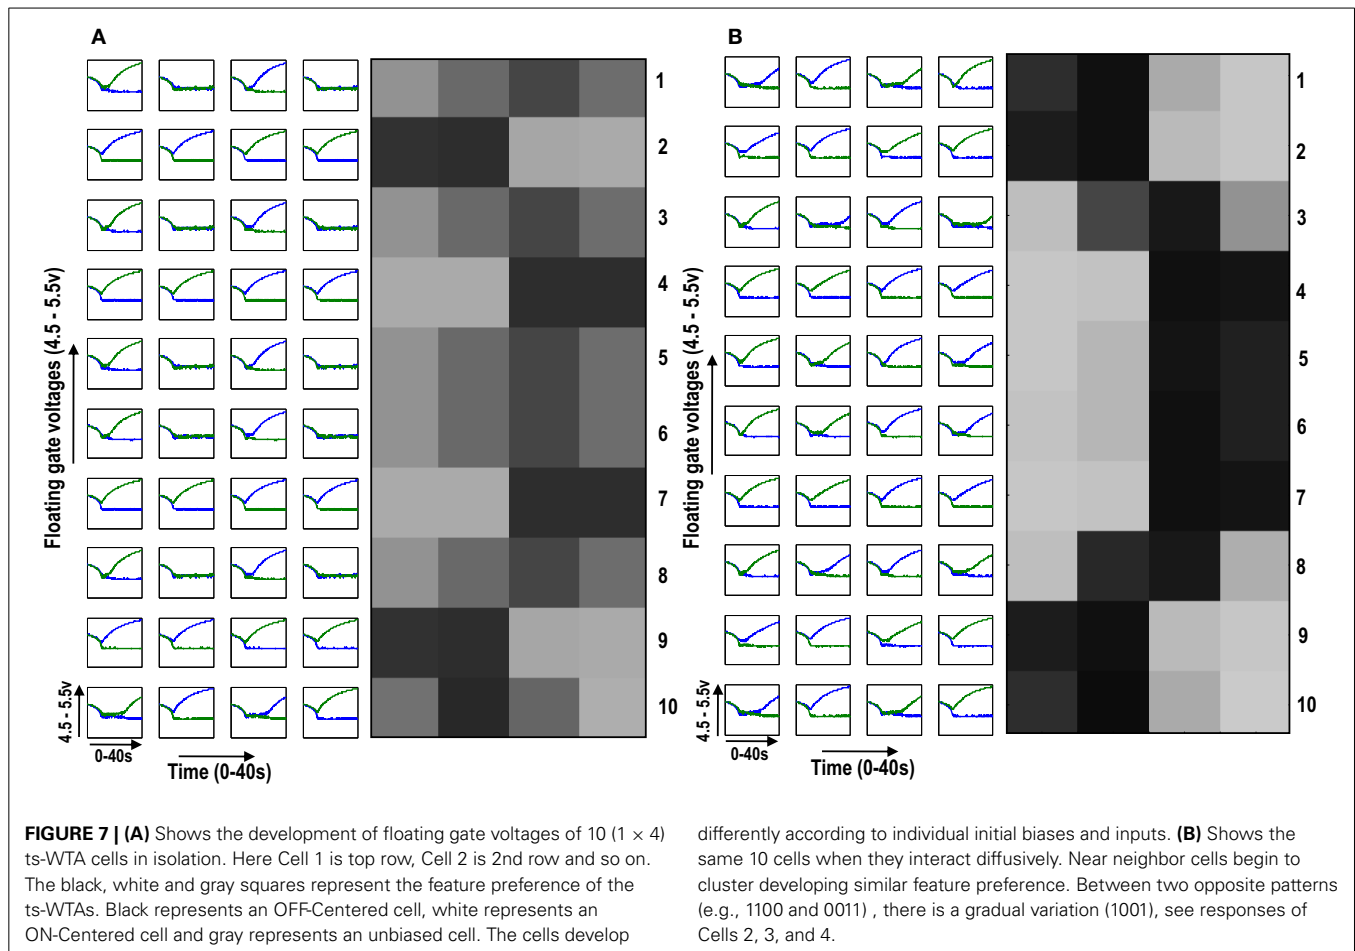 A
B
1
2
3
4
5
6
7
8
9
10
Floating gate voltages (4.5 - 5.5v)
4.5 - 5.5v
0-40s
Time (0-40s)
1
2
3
4
5
6
7
8
9
10
Floating gate voltages (4.5 - 5.5v)
4.5 - 5.5v
0-40s
Time (0-40s)
FIGURE 7 | (A) Shows the development of floating gate voltages of 10 (1 × 4)
ts-WTA cells in isolation. Here Cell 1 is top row, Cell 2 is 2nd row and so on.
The black, white and gray squares represent the feature preference of the
ts-WTAs. Black represents an OFF-Centered cell, white represents an
ON-Centered cell and gray represents an unbiased cell. The cells develop
differently according to individual initial biases and inputs. (B) Shows the
same 10 cells when they interact diffusively. Near neighbor cells begin to
cluster developing similar feature preference. Between two opposite patterns
(e.g., 1100 and 0011) , there is a gradual variation (1001), see responses of
Cells 2, 3, and 4.